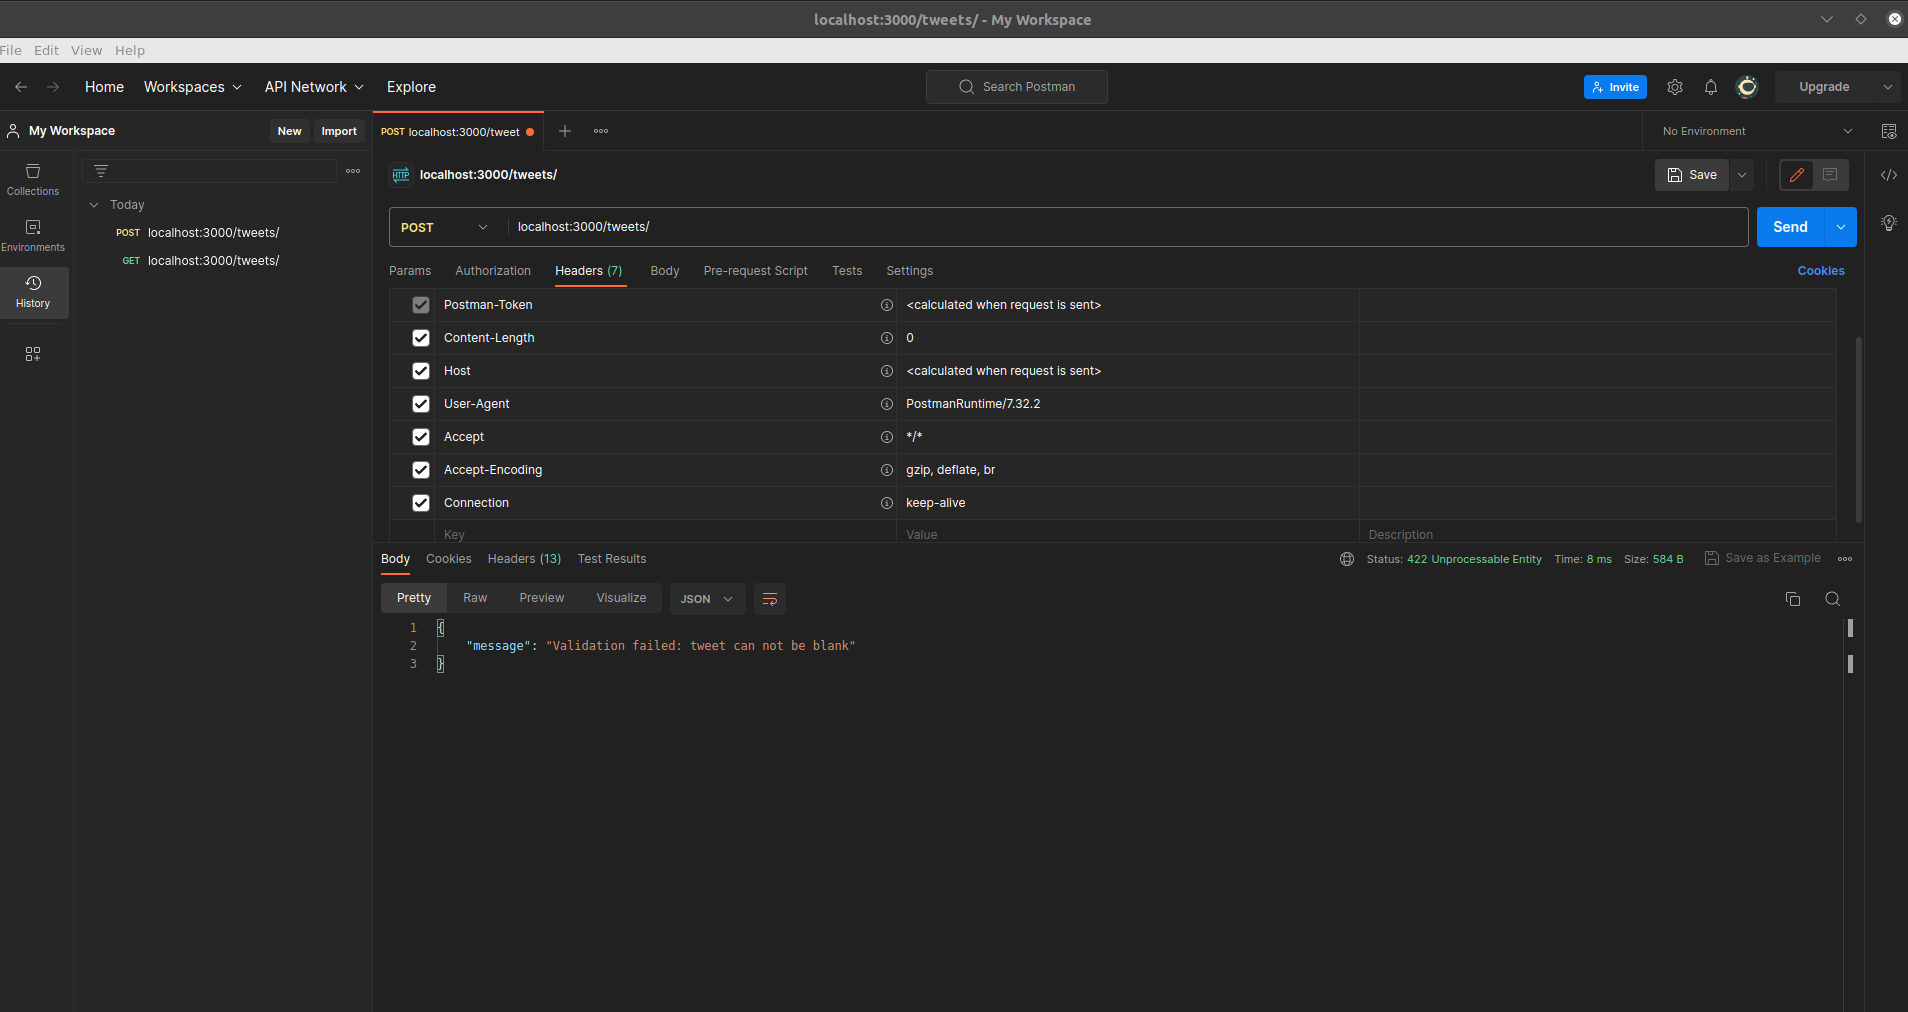 localhost:3000/tweets/ - My Workspace
File Edit View Help
Home Workspaces API Network Explore Search Postman Invite Upgrade
My Workspace New Import POST localhost:3000/tweet No Environment
Collections
Environments
History
Today
POST localhost:3000/tweets/
GET localhost:3000/tweets/
HTTP localhost:3000/tweets/ Save
POST localhost:3000/tweets/ Send
Params Authorization Headers (7) Body Pre-request Script Tests Settings Cookies
Postman-Token <calculated when request is sent>
Content-Length 0
Host <calculated when request is sent>
User-Agent PostmanRuntime/7.32.2
Accept */*
Accept-Encoding gzip, deflate, br
Connection keep-alive
Key Value Description
Body Cookies Headers (13) Test Results Status: 422 Unprocessable Entity Time: 8 ms Size: 584 B Save as Example
Pretty Raw Preview Visualize JSON
1 {
2 "message": "Validation failed: tweet can not be blank"
3 }